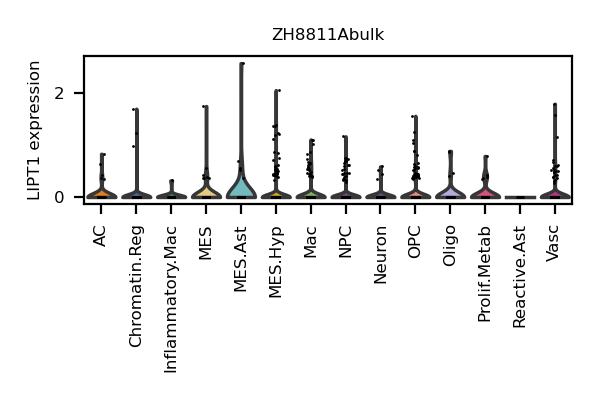 ZH8811Abulk
LIPT1 expression
2
0
AC
Chromatin.Reg
Inflammatory.Mac
MES
MES.Ast
MES.Hyp
Mac
NPC
Neuron
OPC
Oligo
Prolif.Metab
Reactive.Ast
Vasc